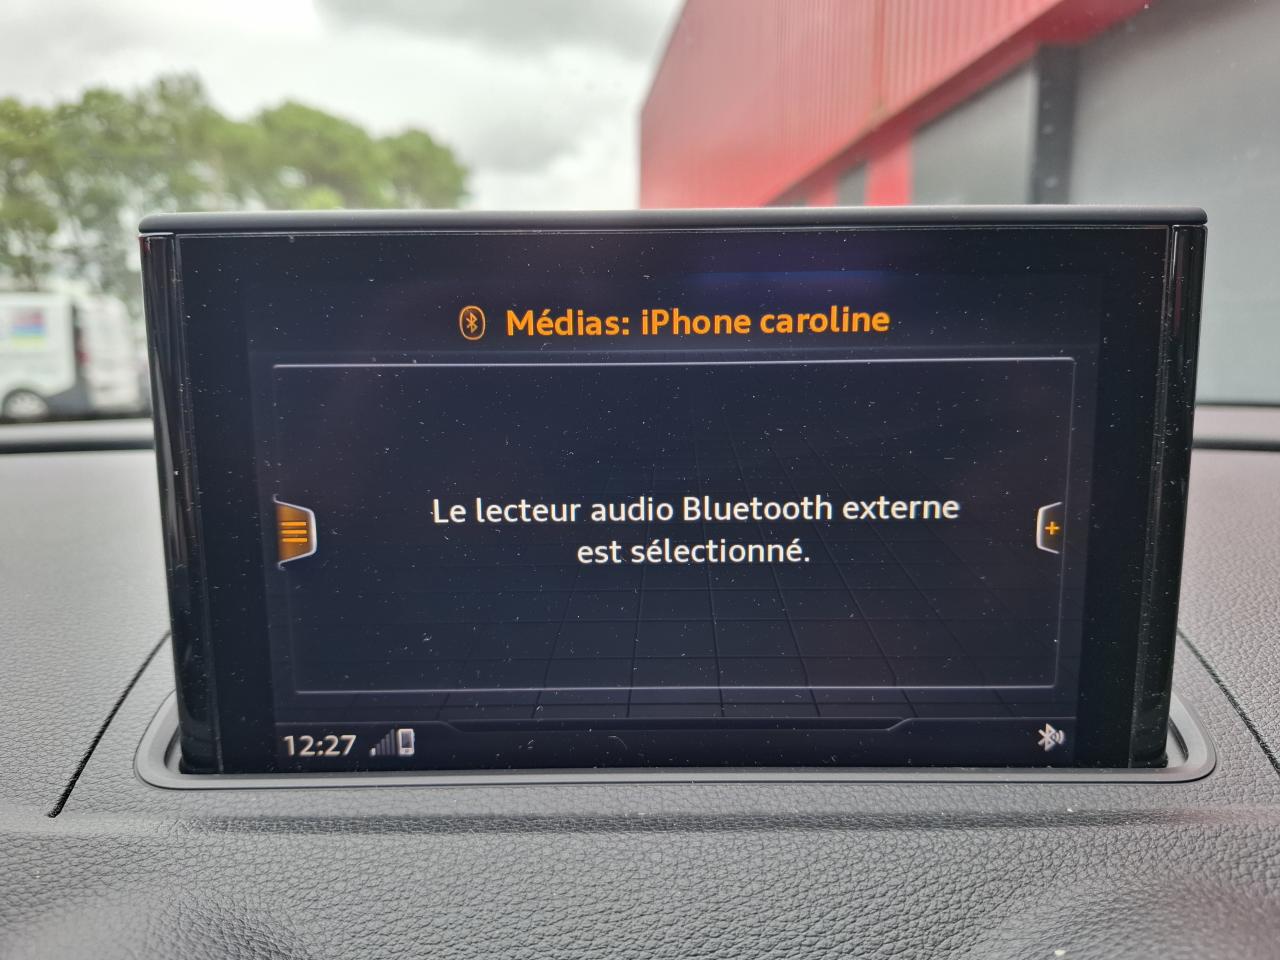 Médias: iPhone caroline
Le lecteur audio Bluetooth externe
est sélectionné.
12:27